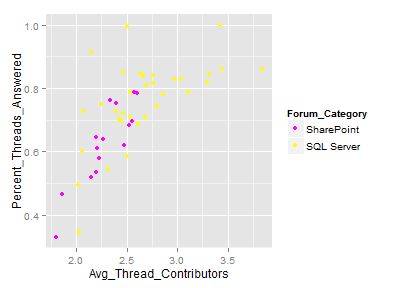 1.0
0.8
0.6
0.4
Percent_Threads_Answered
2.0 2.5 3.0 3.5
Avg_Thread_Contributors
Forum_Category
SharePoint
SQL Server